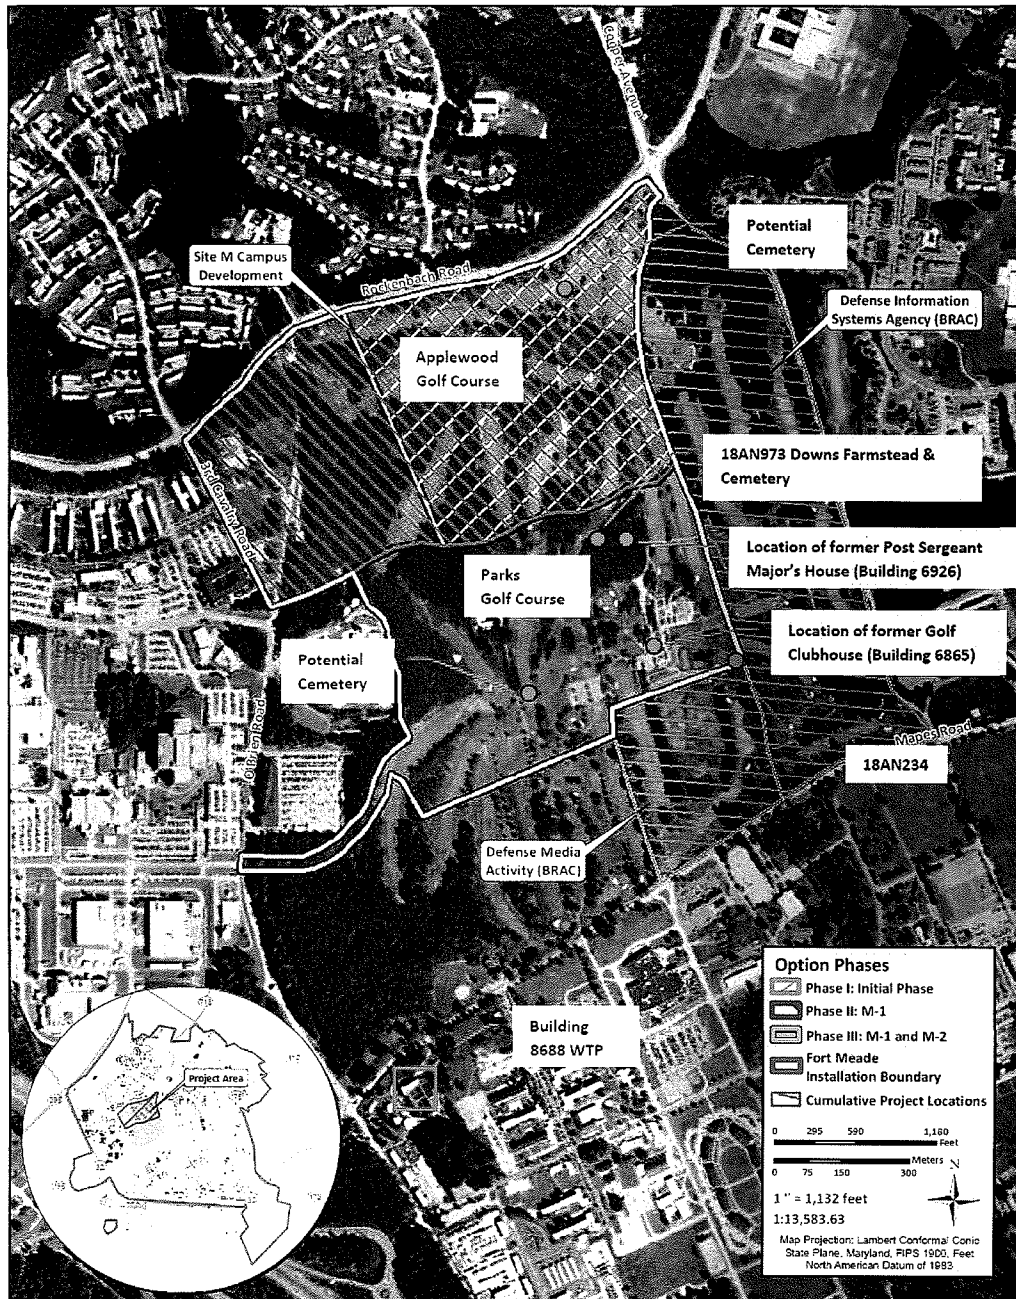 Cooper Avenue
Potential
Cemetery
Site M Campus
Development
Rockenbach Road
Defense Information
Systems Agency (BRAC)
Applewood
Golf Course
18AN973 Downs Farmstead &
Cemetery
3rd Cavalry Road
Location of former Post Sergeant
Major's House (Building 6926)
Parks
Golf Course
Location of former Golf
Clubhouse (Building 6865)
Potential
Cemetery
O'Brien Road
Mapes Road
18AN234
Defense Media
Activity (BRAC)
Building
8688 WTP
Project Area
Option Phases
Phase I: Initial Phase
Phase II: M-1
Phase III: M-1 and M-2
Fort Meade
Installation Boundary
Cumulative Project Locations
0 295 590 1,180
Feet
Meters
0 75 150 300
N
1 " = 1,132 feet
1:13,583.63
Map Projection: Lambert Conformal Conic
State Plane, Maryland, FIPS 1900, Feet
North American Datum of 1983